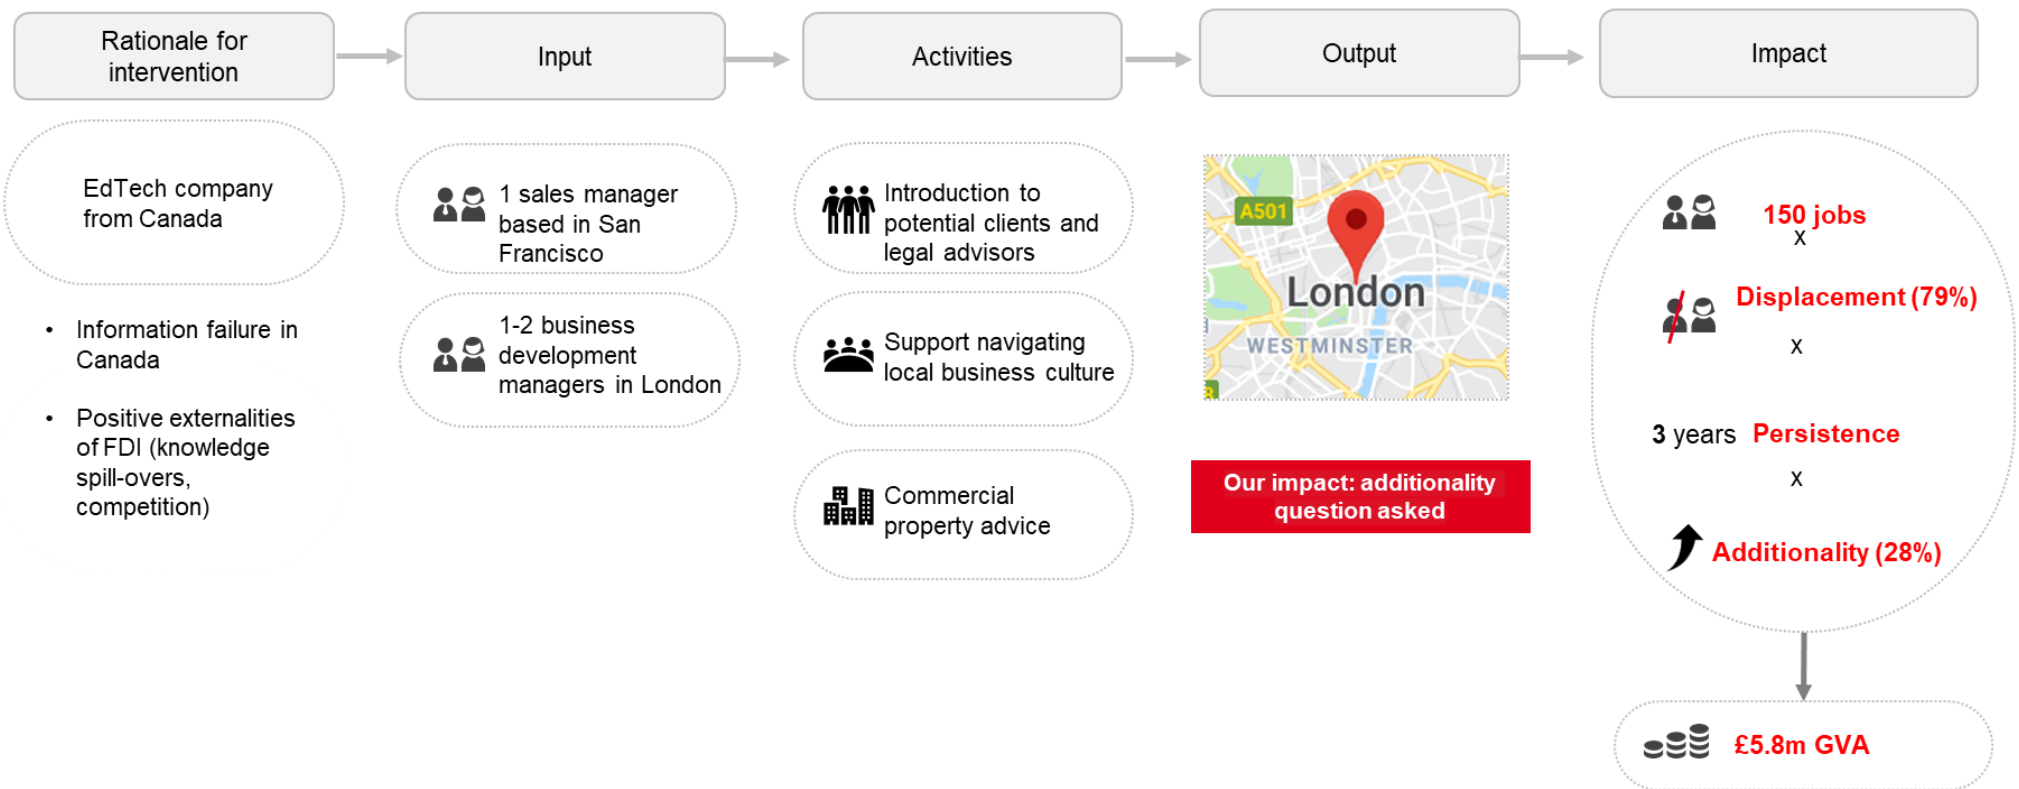 Rationale for
intervention
Input
Activities
Output
Impact
EdTech company
from Canada
• Information failure in
Canada
• Positive externalities
of FDI (knowledge
spill-overs,
competition)
1 sales manager
based in San
Francisco
1-2 business
development
managers in London
Introduction to
potential clients and
legal advisors
Support navigating
local business culture
Commercial
property advice
A501
London
WESTMINSTER
Our impact: additionality
question asked
150 jobs
x
Displacement (79%)
x
3 years Persistence
x
Additionality (28%)
£5.8m GVA